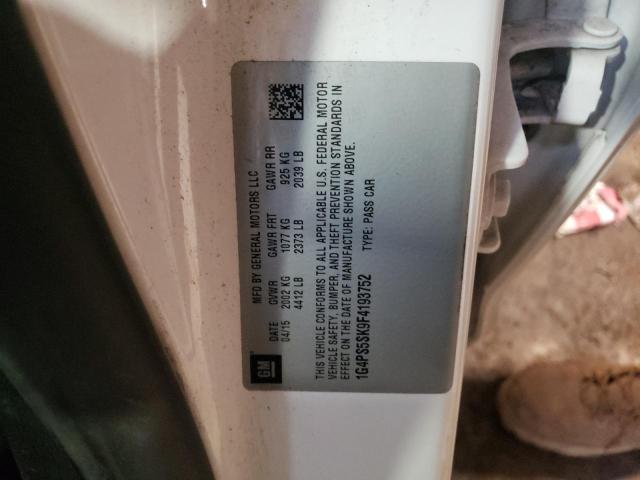 GM
MFD BY GENERAL MOTORS LLC
DATE GVWR GAWR FRT GAWR RR
04/15 2002 KG 1077 KG 925 KG
4412 LB 2373 LB 2039 LB
THIS VEHICLE CONFORMS TO ALL APPLICABLE U.S. FEDERAL MOTOR
VEHICLE SAFETY, BUMPER, AND THEFT PREVENTION STANDARDS IN
EFFECT ON THE DATE OF MANUFACTURE SHOWN ABOVE.
1G4PS5SK9F4193752 TYPE: PASS CAR